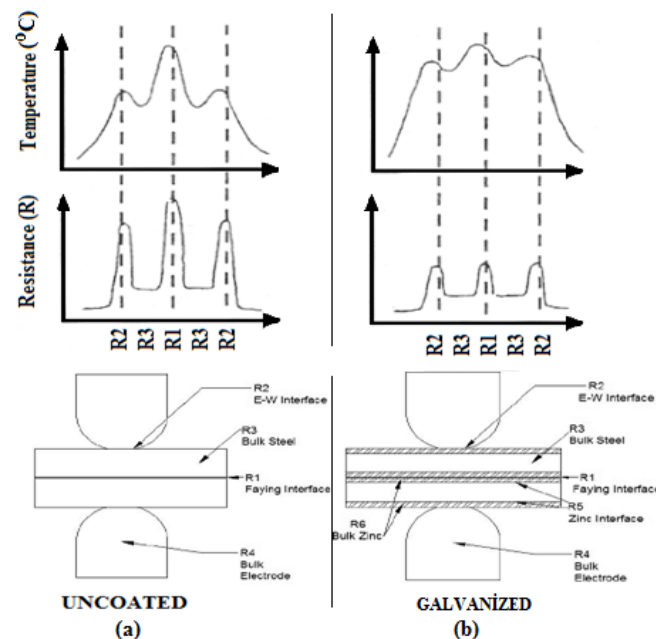 Temperature (°C)
Resistance (R)
R2 R3 R1 R3 R2
R2 R3 R1 R3 R2
R2
E-W Interface
R3
Bulk Steel
R1
Faying Interface
R4
Bulk
Electrode
UNCOATED
(a)
R2
E-W Interface
R3
Bulk Steel
R1
Faying Interface
R5
Zinc Interface
R6
Bulk Zinc
R4
Bulk
Electrode
GALVANİZED
(b)